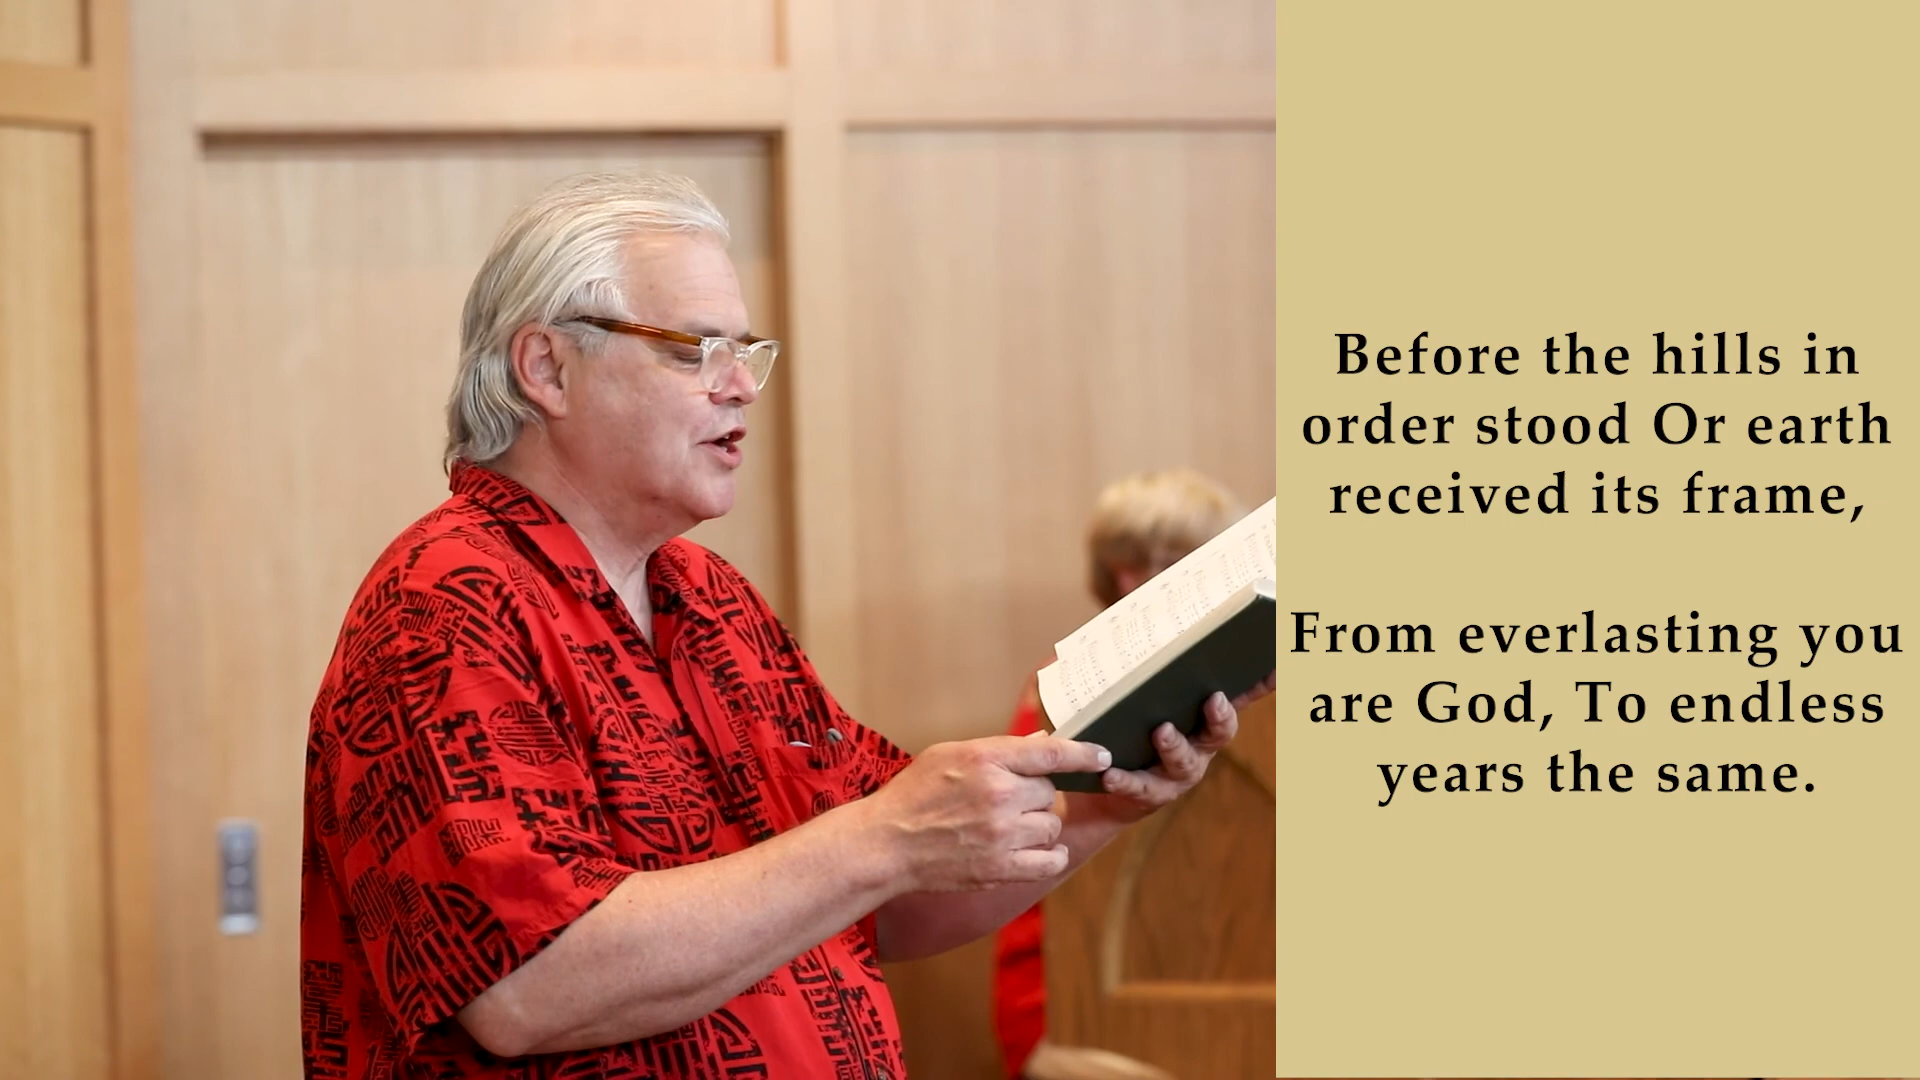 Before the hills in
order stood Or earth
received its frame,
From everlasting you
are God, To endless
years the same.